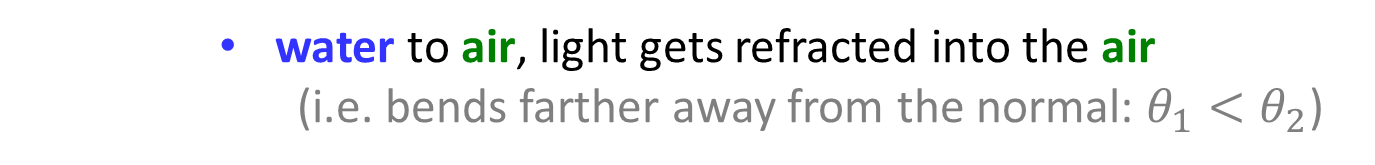 • water to air, light gets refracted into the air
(i.e. bends farther away from the normal: θ₁ < θ₂)